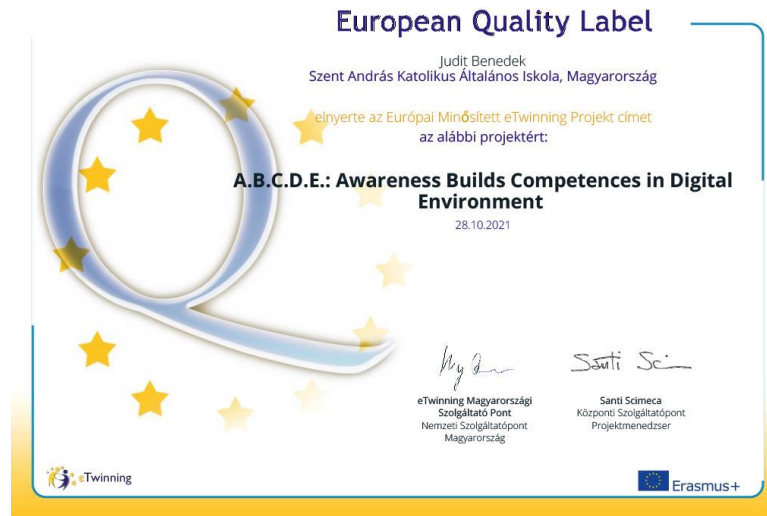 European Quality Label
Judit Benedek
Szent András Katolikus Általános Iskola, Magyarország
elnyerte az Európai Minősített eTwinning Projekt címet
az alábbi projektért:
A.B.C.D.E.: Awareness Builds Competences in Digital
Environment
28.10.2021
Santi Sci
eTwinning Magyarországi
Szolgáltató Pont
Nemzeti Szolgáltatópont
Magyarország
Santi Scimeca
Központi Szolgáltatópont
Projektmenedzser
eTwinning
Erasmus+